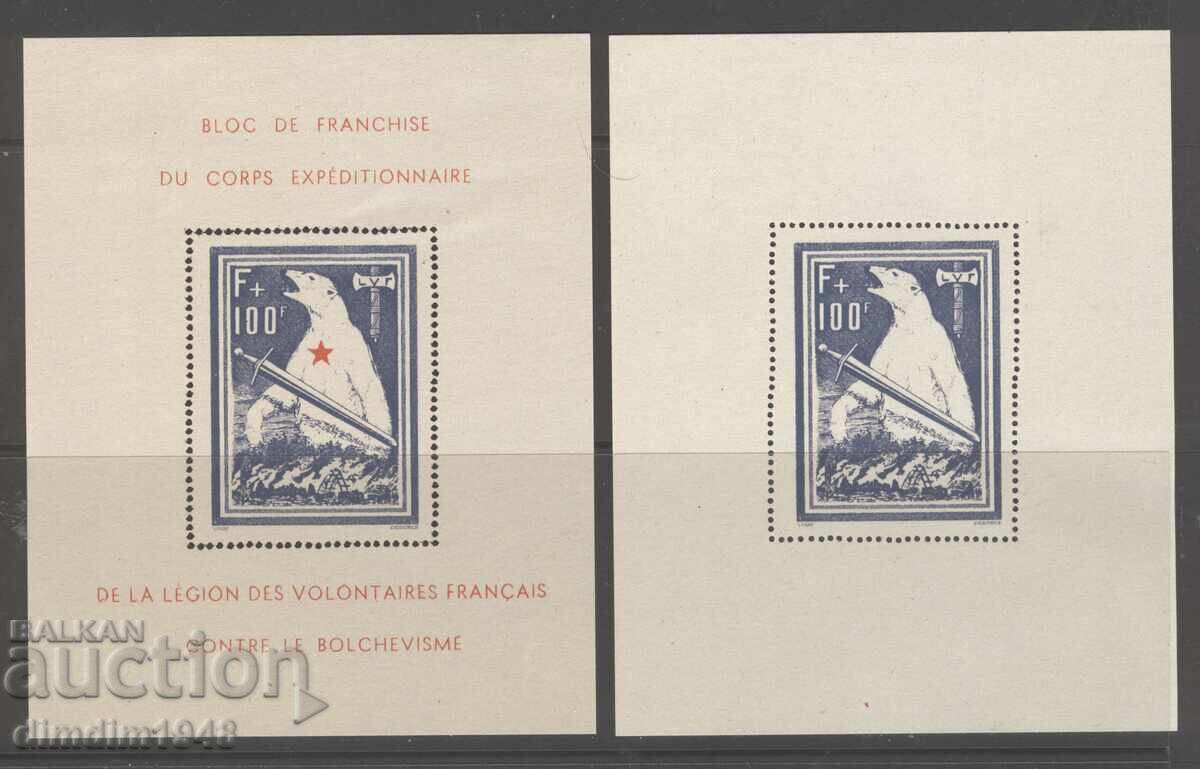 BLOC DE FRANCHISE
DU CORPS EXPÉDITIONNAIRE
F+
100F
LVF
DE LA LÉGION DES VOLONTAIRES FRANÇAIS
CONTRE LE BOLCHEVISME
F+
100F
LVF
BALKAN
auction
dimdim1948